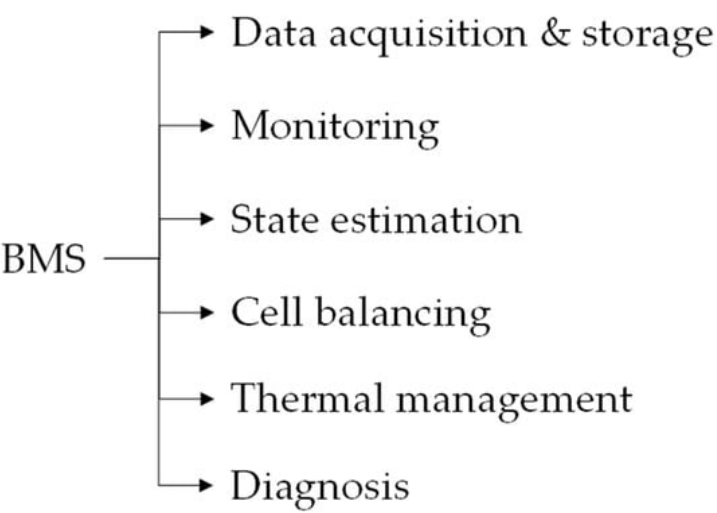 Data acquisition & storage
Monitoring
State estimation
BMS
Cell balancing
Thermal management
Diagnosis